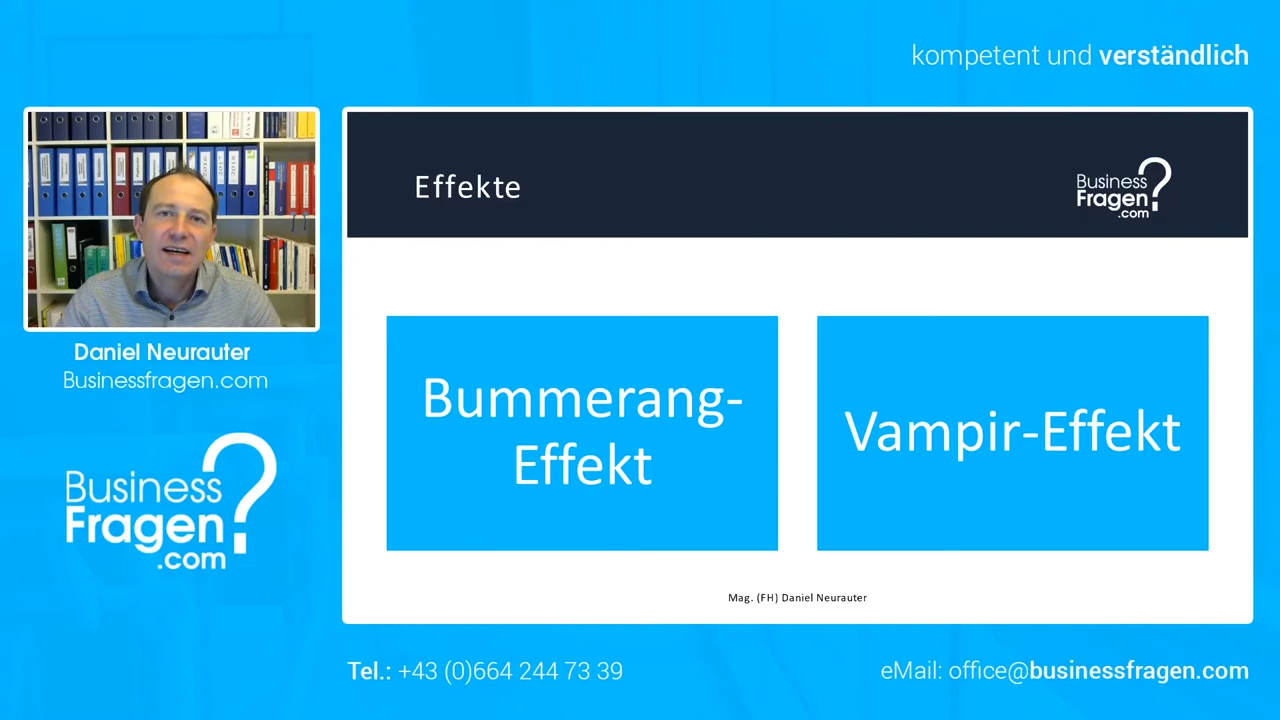 kompetent und verständlich
Effekte
Business
Fragen
.com
?
Daniel Neurauter
Businessfragen.com
Business
Fragen
.com
?
Bummerang-
Effekt
Vampir-Effekt
Mag. (FH) Daniel Neurauter
Tel.: +43 (0)664 244 73 39
eMail: office@businessfragen.com